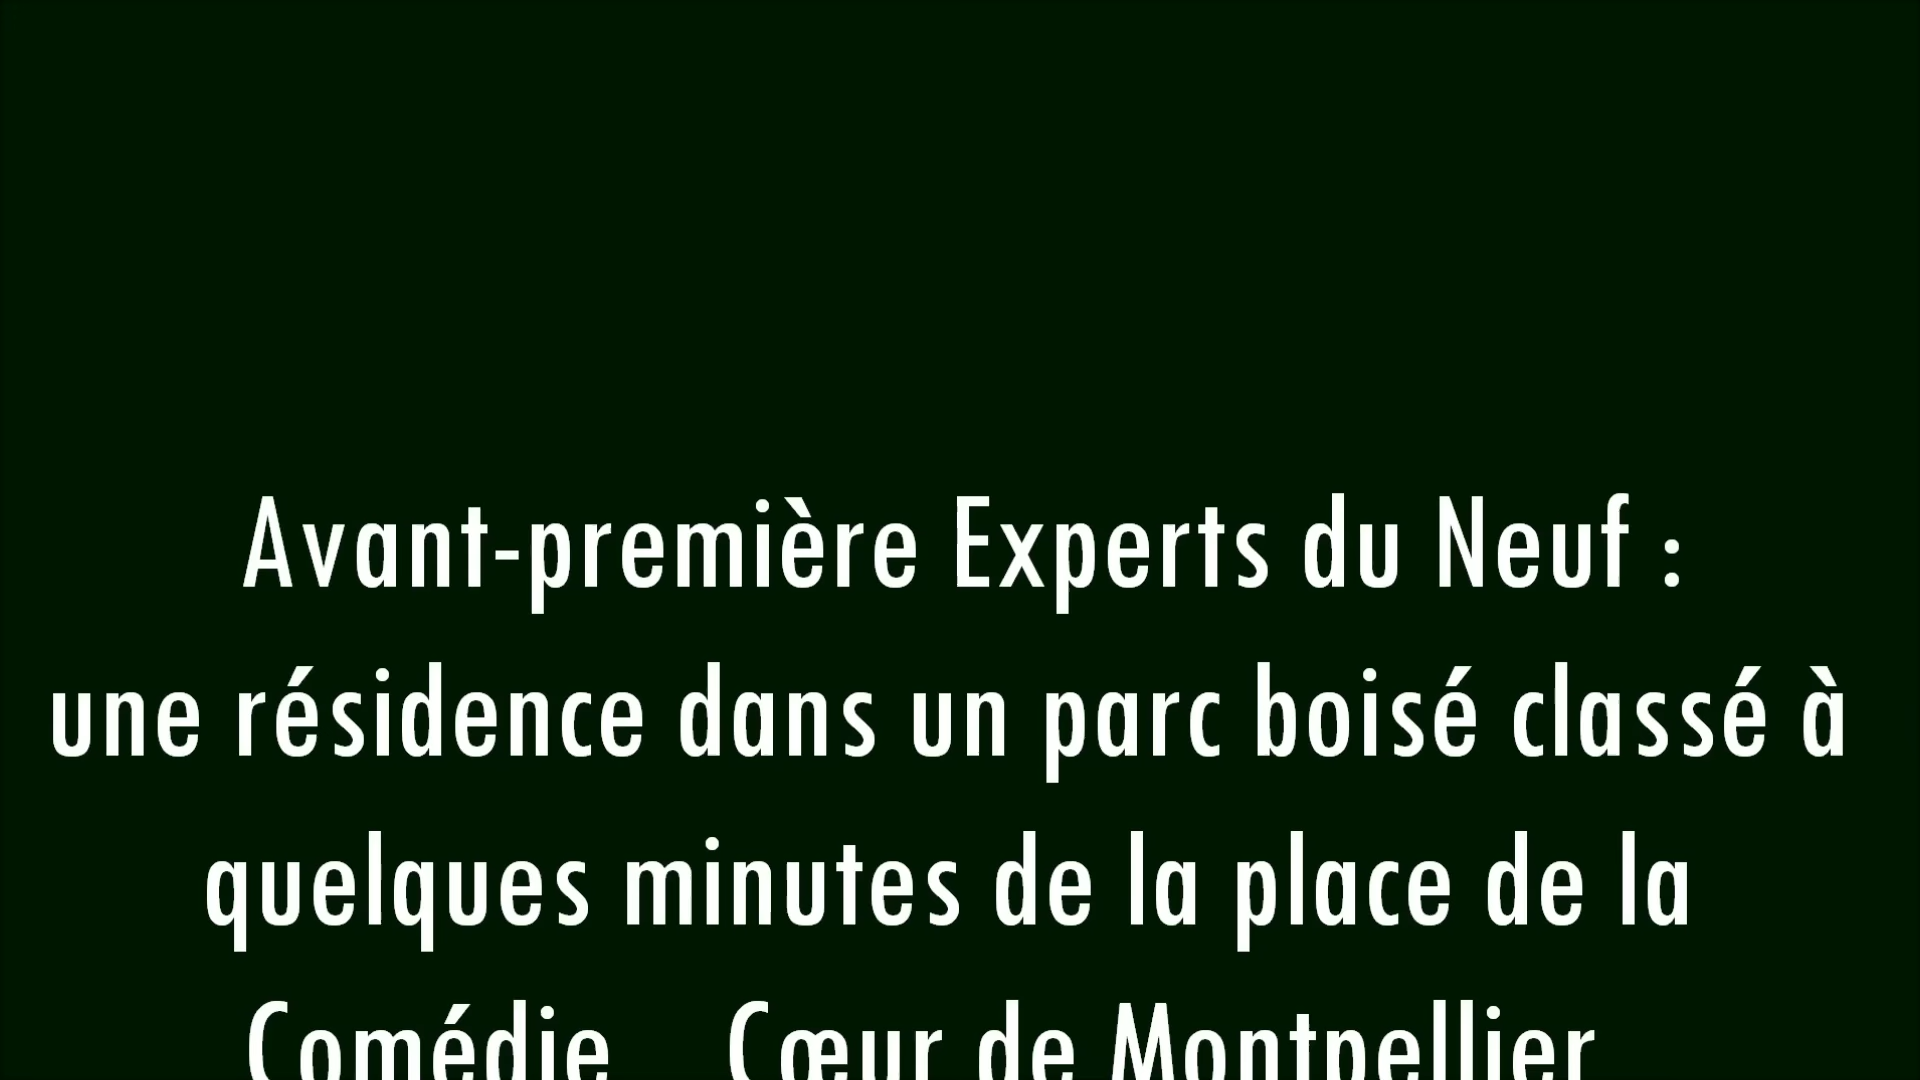 Avant-première Experts du Neuf :
une résidence dans un parc boisé classé à
quelques minutes de la place de la
Comédie Cœur de Montpellier